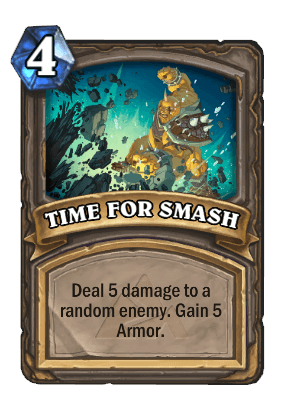 4
TIME FOR SMASH
Deal 5 damage to a
random enemy. Gain 5
Armor.